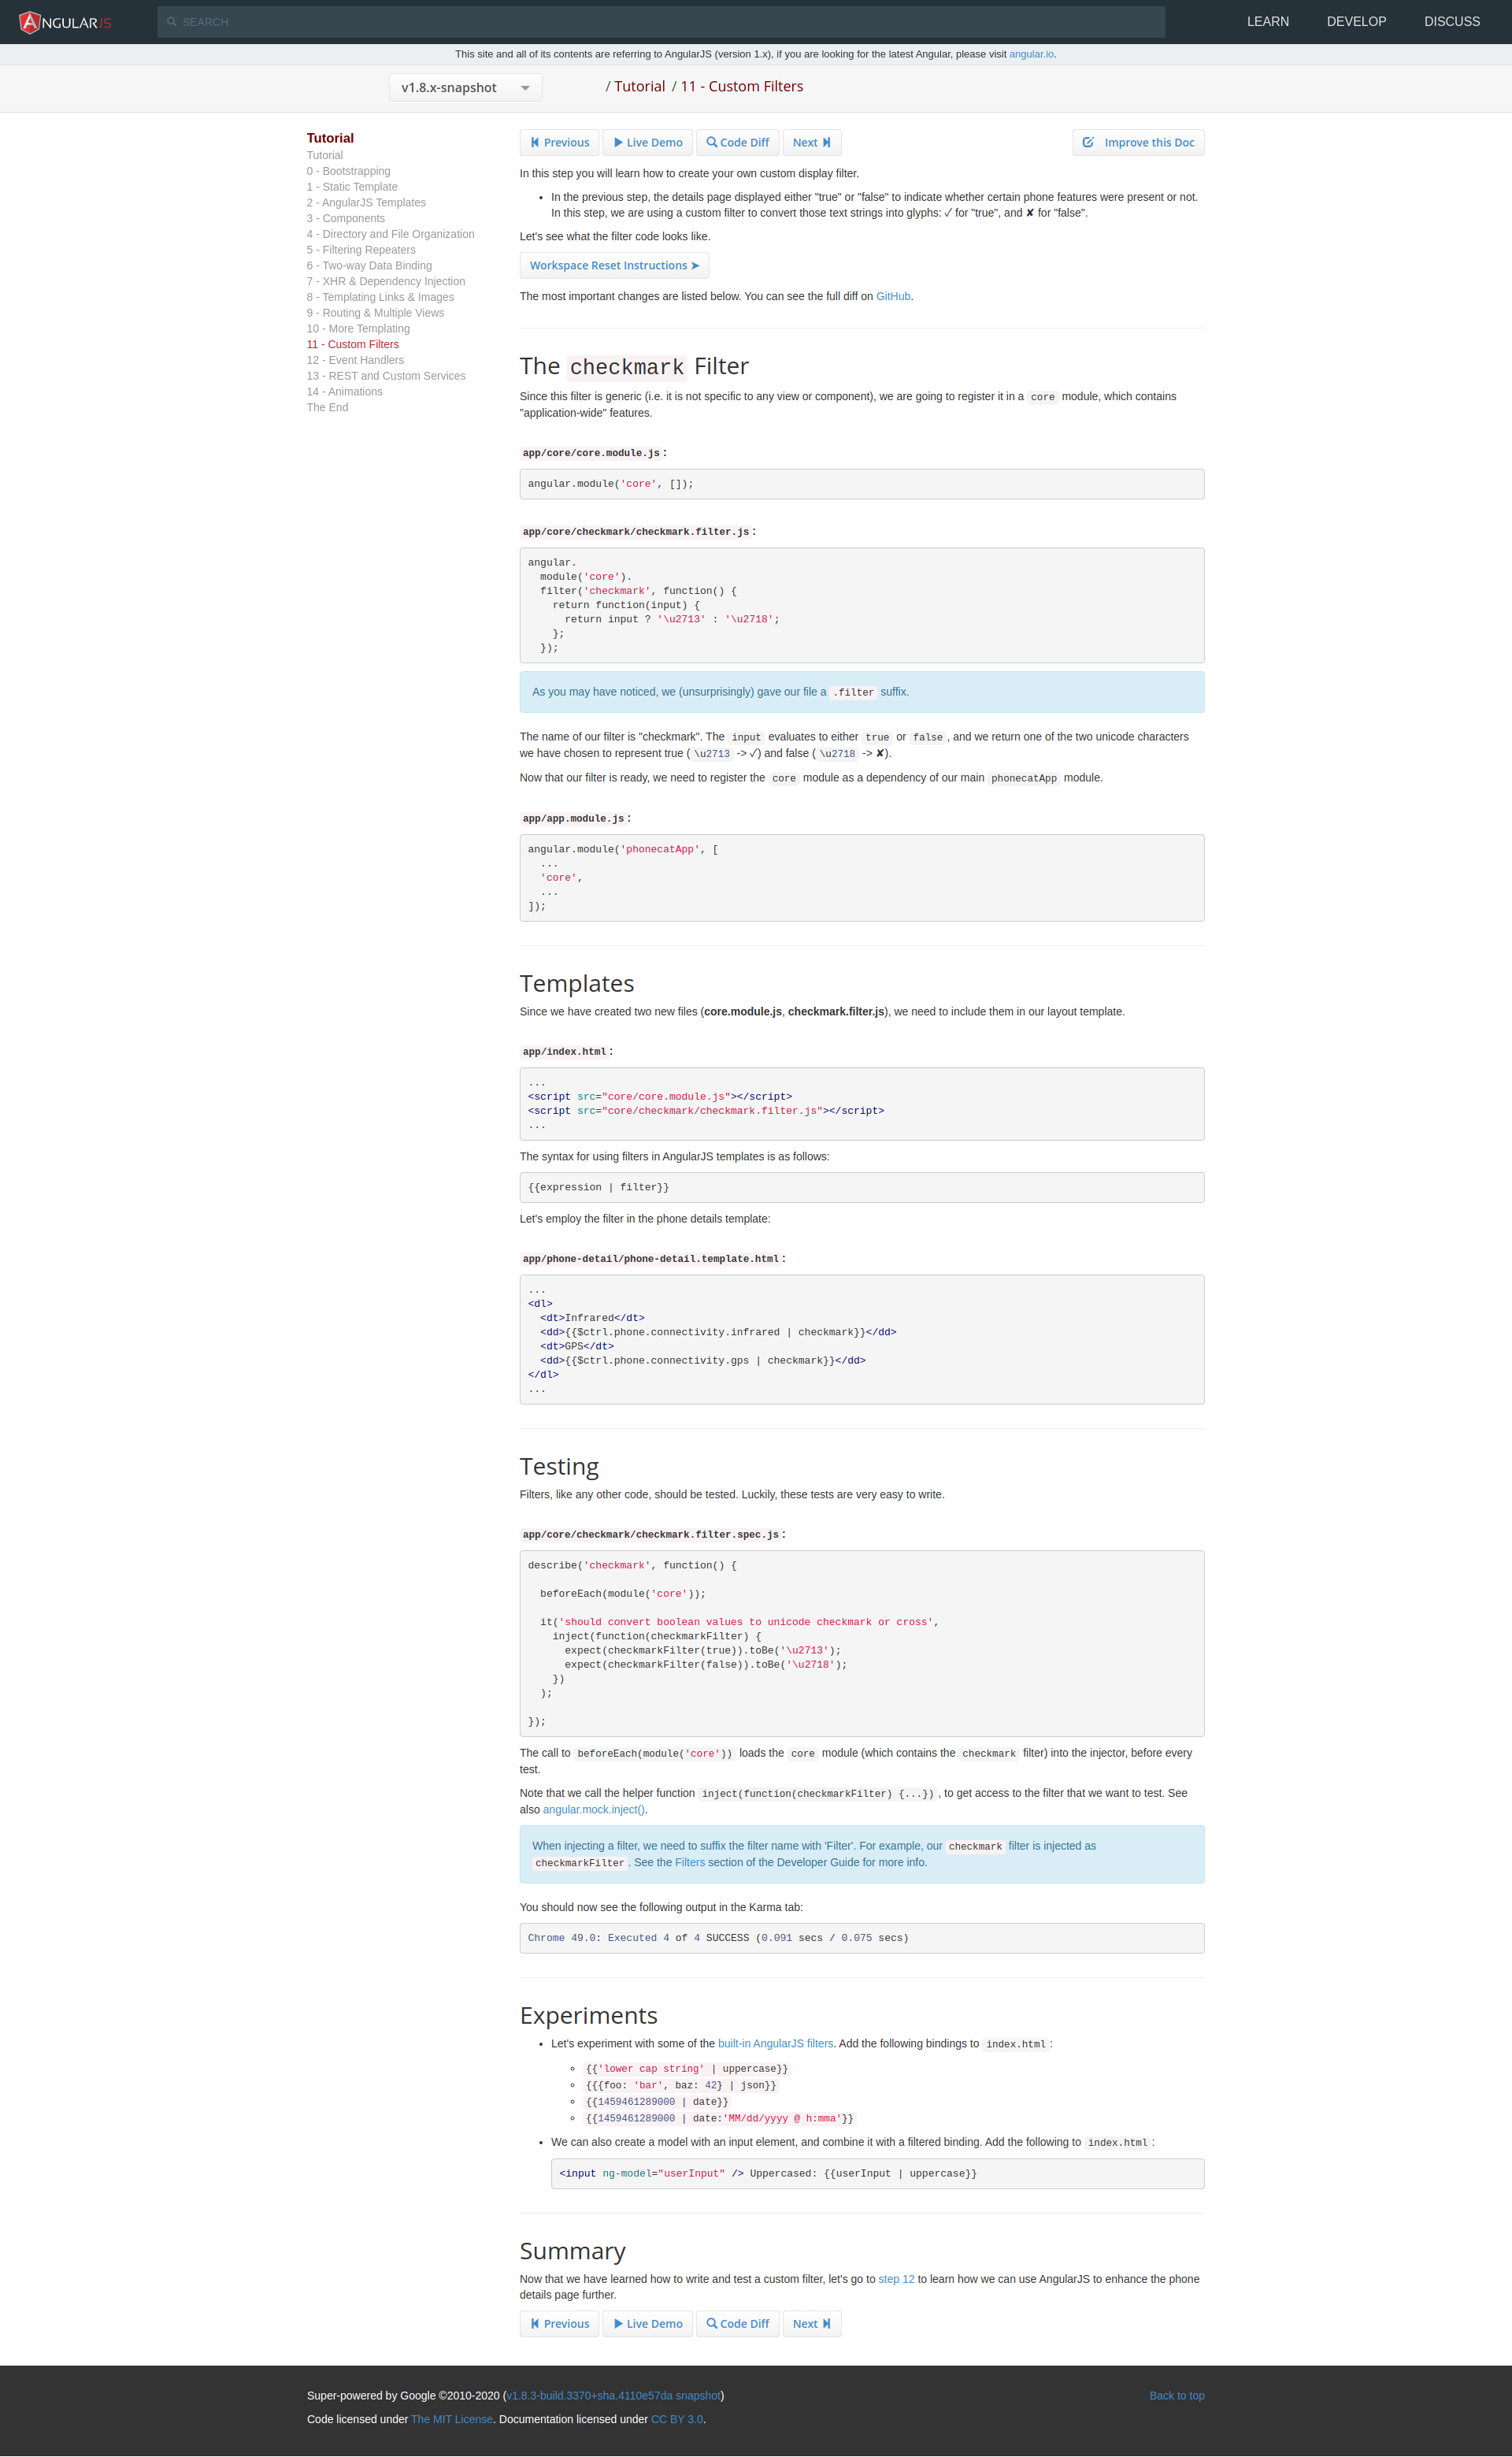 ANGULARJS
SEARCH
LEARN
DEVELOP
DISCUSS
This site and all of its contents are referring to AngularJS (version 1.x), if you are looking for the latest Angular, please visit angular.io.
v1.8.x-snapshot
/ Tutorial / 11 - Custom Filters
Tutorial
Tutorial
0 - Bootstrapping
1 - Static Template
2 - AngularJS Templates
3 - Components
4 - Directory and File Organization
5 - Filtering Repeaters
6 - Two-way Data Binding
7 - XHR & Dependency Injection
8 - Templating Links & Images
9 - Routing & Multiple Views
10 - More Templating
11 - Custom Filters
12 - Event Handlers
13 - REST and Custom Services
14 - Animations
The End
Previous
Live Demo
Code Diff
Next
Improve this Doc
In this step you will learn how to create your own custom display filter.
• In the previous step, the details page displayed either "true" or "false" to indicate whether certain phone features were present or not.
In this step, we are using a custom filter to convert those text strings into glyphs: ✓ for "true", and ✘ for "false".
Let's see what the filter code looks like.
Workspace Reset Instructions ➤
The most important changes are listed below. You can see the full diff on GitHub.
The checkmark Filter
Since this filter is generic (i.e. it is not specific to any view or component), we are going to register it in a core module, which contains
"application-wide" features.
app/core/core.module.js:
angular.module('core', []);
app/core/checkmark/checkmark.filter.js:
angular.
  module('core').
  filter('checkmark', function() {
    return function(input) {
      return input ? '\u2713' : '\u2718';
    };
  });
As you may have noticed, we (unsurprisingly) gave our file a .filter suffix.
The name of our filter is "checkmark". The input evaluates to either true or false, and we return one of the two unicode characters
we have chosen to represent true (\u2713 -> ✓) and false (\u2718 -> ✘).
Now that our filter is ready, we need to register the core module as a dependency of our main phonecatApp module.
app/app.module.js:
angular.module('phonecatApp', [
  ...
  'core',
  ...
]);
Templates
Since we have created two new files (core.module.js, checkmark.filter.js), we need to include them in our layout template.
app/index.html:
...
<script src="core/core.module.js"></script>
<script src="core/checkmark/checkmark.filter.js"></script>
...
The syntax for using filters in AngularJS templates is as follows:
{{expression | filter}}
Let's employ the filter in the phone details template:
app/phone-detail/phone-detail.template.html:
...
<dl>
  <dt>Infrared</dt>
  <dd>{{$ctrl.phone.connectivity.infrared | checkmark}}</dd>
  <dt>GPS</dt>
  <dd>{{$ctrl.phone.connectivity.gps | checkmark}}</dd>
</dl>
...
Testing
Filters, like any other code, should be tested. Luckily, these tests are very easy to write.
app/core/checkmark/checkmark.filter.spec.js:
describe('checkmark', function() {
  beforeEach(module('core'));
  it('should convert boolean values to unicode checkmark or cross',
    inject(function(checkmarkFilter) {
      expect(checkmarkFilter(true)).toBe('\u2713');
      expect(checkmarkFilter(false)).toBe('\u2718');
    })
  );
});
The call to beforeEach(module('core')) loads the core module (which contains the checkmark filter) into the injector, before every
test.
Note that we call the helper function inject(function(checkmarkFilter) {...}), to get access to the filter that we want to test. See
also angular.mock.inject().
When injecting a filter, we need to suffix the filter name with 'Filter'. For example, our checkmark filter is injected as
checkmarkFilter. See the Filters section of the Developer Guide for more info.
You should now see the following output in the Karma tab:
Chrome 49.0: Executed 4 of 4 SUCCESS (0.091 secs / 0.075 secs)
Experiments
• Let's experiment with some of the built-in AngularJS filters. Add the following bindings to index.html:
{{'lower cap string' | uppercase}}
{{{foo: 'bar', baz: 42} | json}}
{{1459461289000 | date}}
{{1459461289000 | date:'MM/dd/yyyy @ h:mma'}}
• We can also create a model with an input element, and combine it with a filtered binding. Add the following to index.html:
<input ng-model="userInput" /> Uppercased: {{userInput | uppercase}}
Summary
Now that we have learned how to write and test a custom filter, let's go to step 12 to learn how we can use AngularJS to enhance the phone
details page further.
Previous
Live Demo
Code Diff
Next
Super-powered by Google ©2010-2020 (v1.8.3-build.3370+sha.4110e57da snapshot)
Back to top
Code licensed under The MIT License. Documentation licensed under CC BY 3.0.